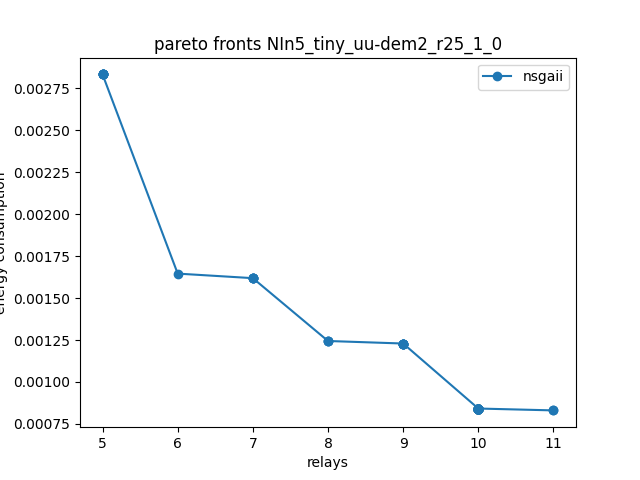 pareto fronts NIn5_tiny_uu-dem2_r25_1_0
nsgaii
0.00275
0.00250
0.00225
0.00200
0.00175
0.00150
0.00125
0.00100
0.00075
energy consumption
5 6 7 8 9 10 11
relays